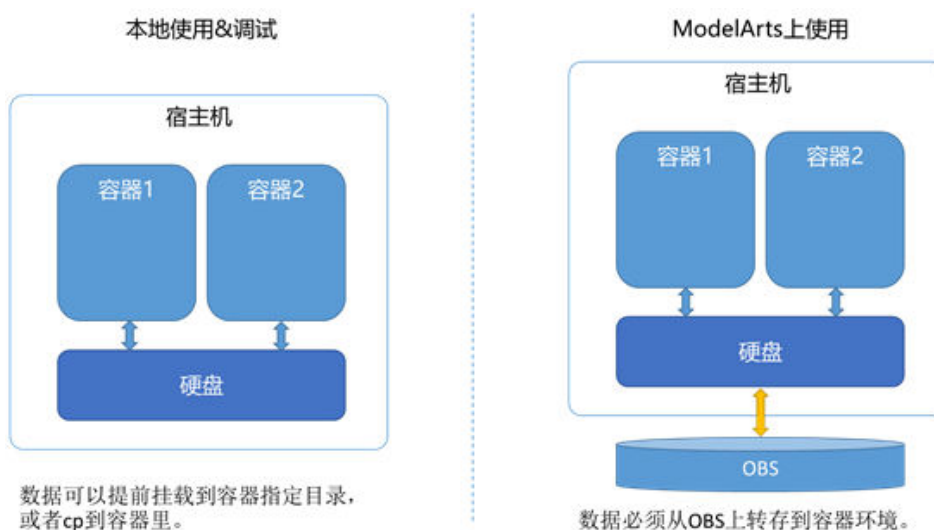 本地使用&调试
宿主机
容器1
容器2
硬盘
数据可以提前挂载到容器指定目录，
或者cp到容器里。
ModelArts上使用
宿主机
容器1
容器2
硬盘
OBS
数据必须从OBS上转存到容器环境。